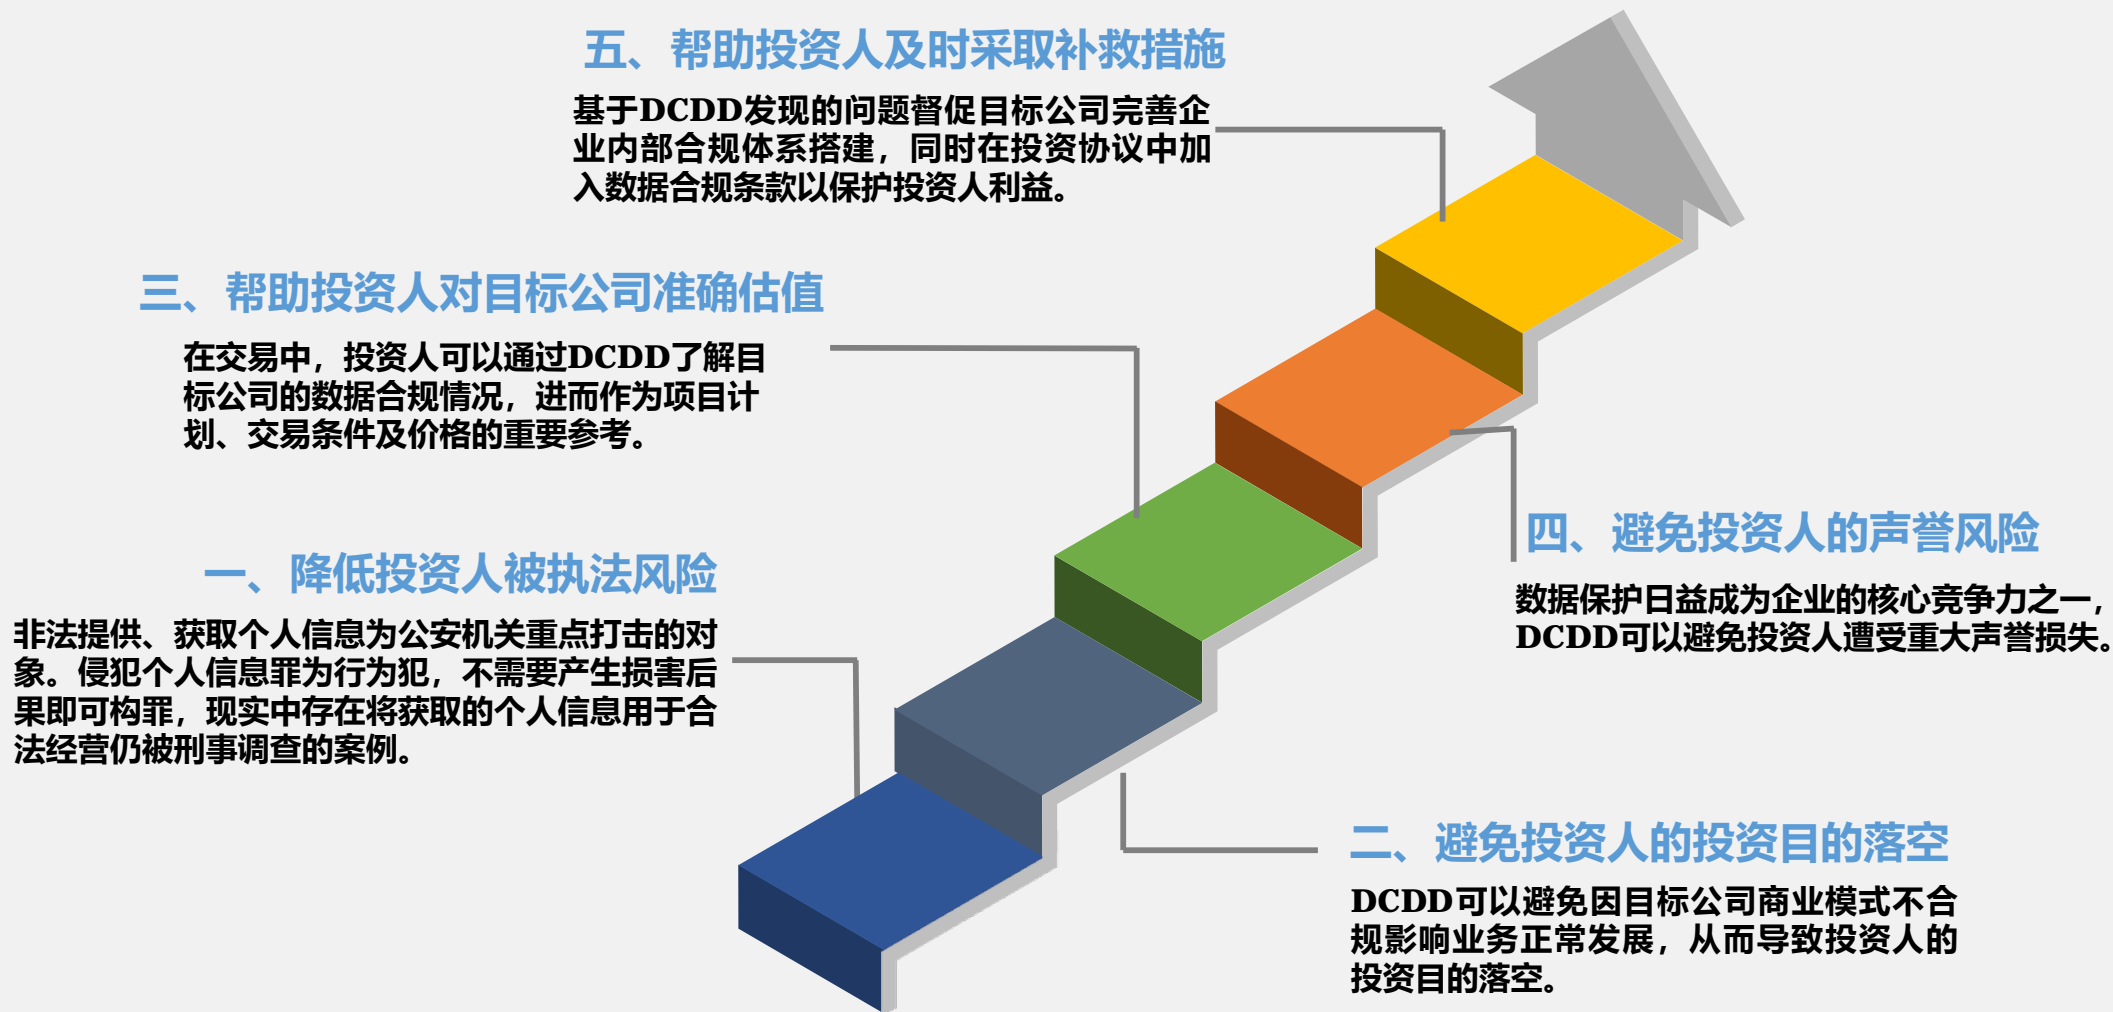 五、帮助投资人及时采取补救措施
基于DCDD发现的问题督促目标公司完善企
业内部合规体系搭建，同时在投资协议中加
入数据合规条款以保护投资人利益。
三、帮助投资人对目标公司准确估值
在交易中，投资人可以通过DCDD了解目
标公司的数据合规情况，进而作为项目计
划、交易条件及价格的重要参考。
四、避免投资人的声誉风险
数据保护日益成为企业的核心竞争力之一，
DCDD可以避免投资人遭受重大声誉损失。
一、降低投资人被执法风险
非法提供、获取个人信息为公安机关重点打击的对
象。侵犯个人信息罪为行为犯，不需要产生损害后
果即可构罪，现实中存在将获取的个人信息用于合
法经营仍被刑事调查的案例。
二、避免投资人的投资目的落空
DCDD可以避免因目标公司商业模式不合
规影响业务正常发展，从而导致投资人的
投资目的落空。